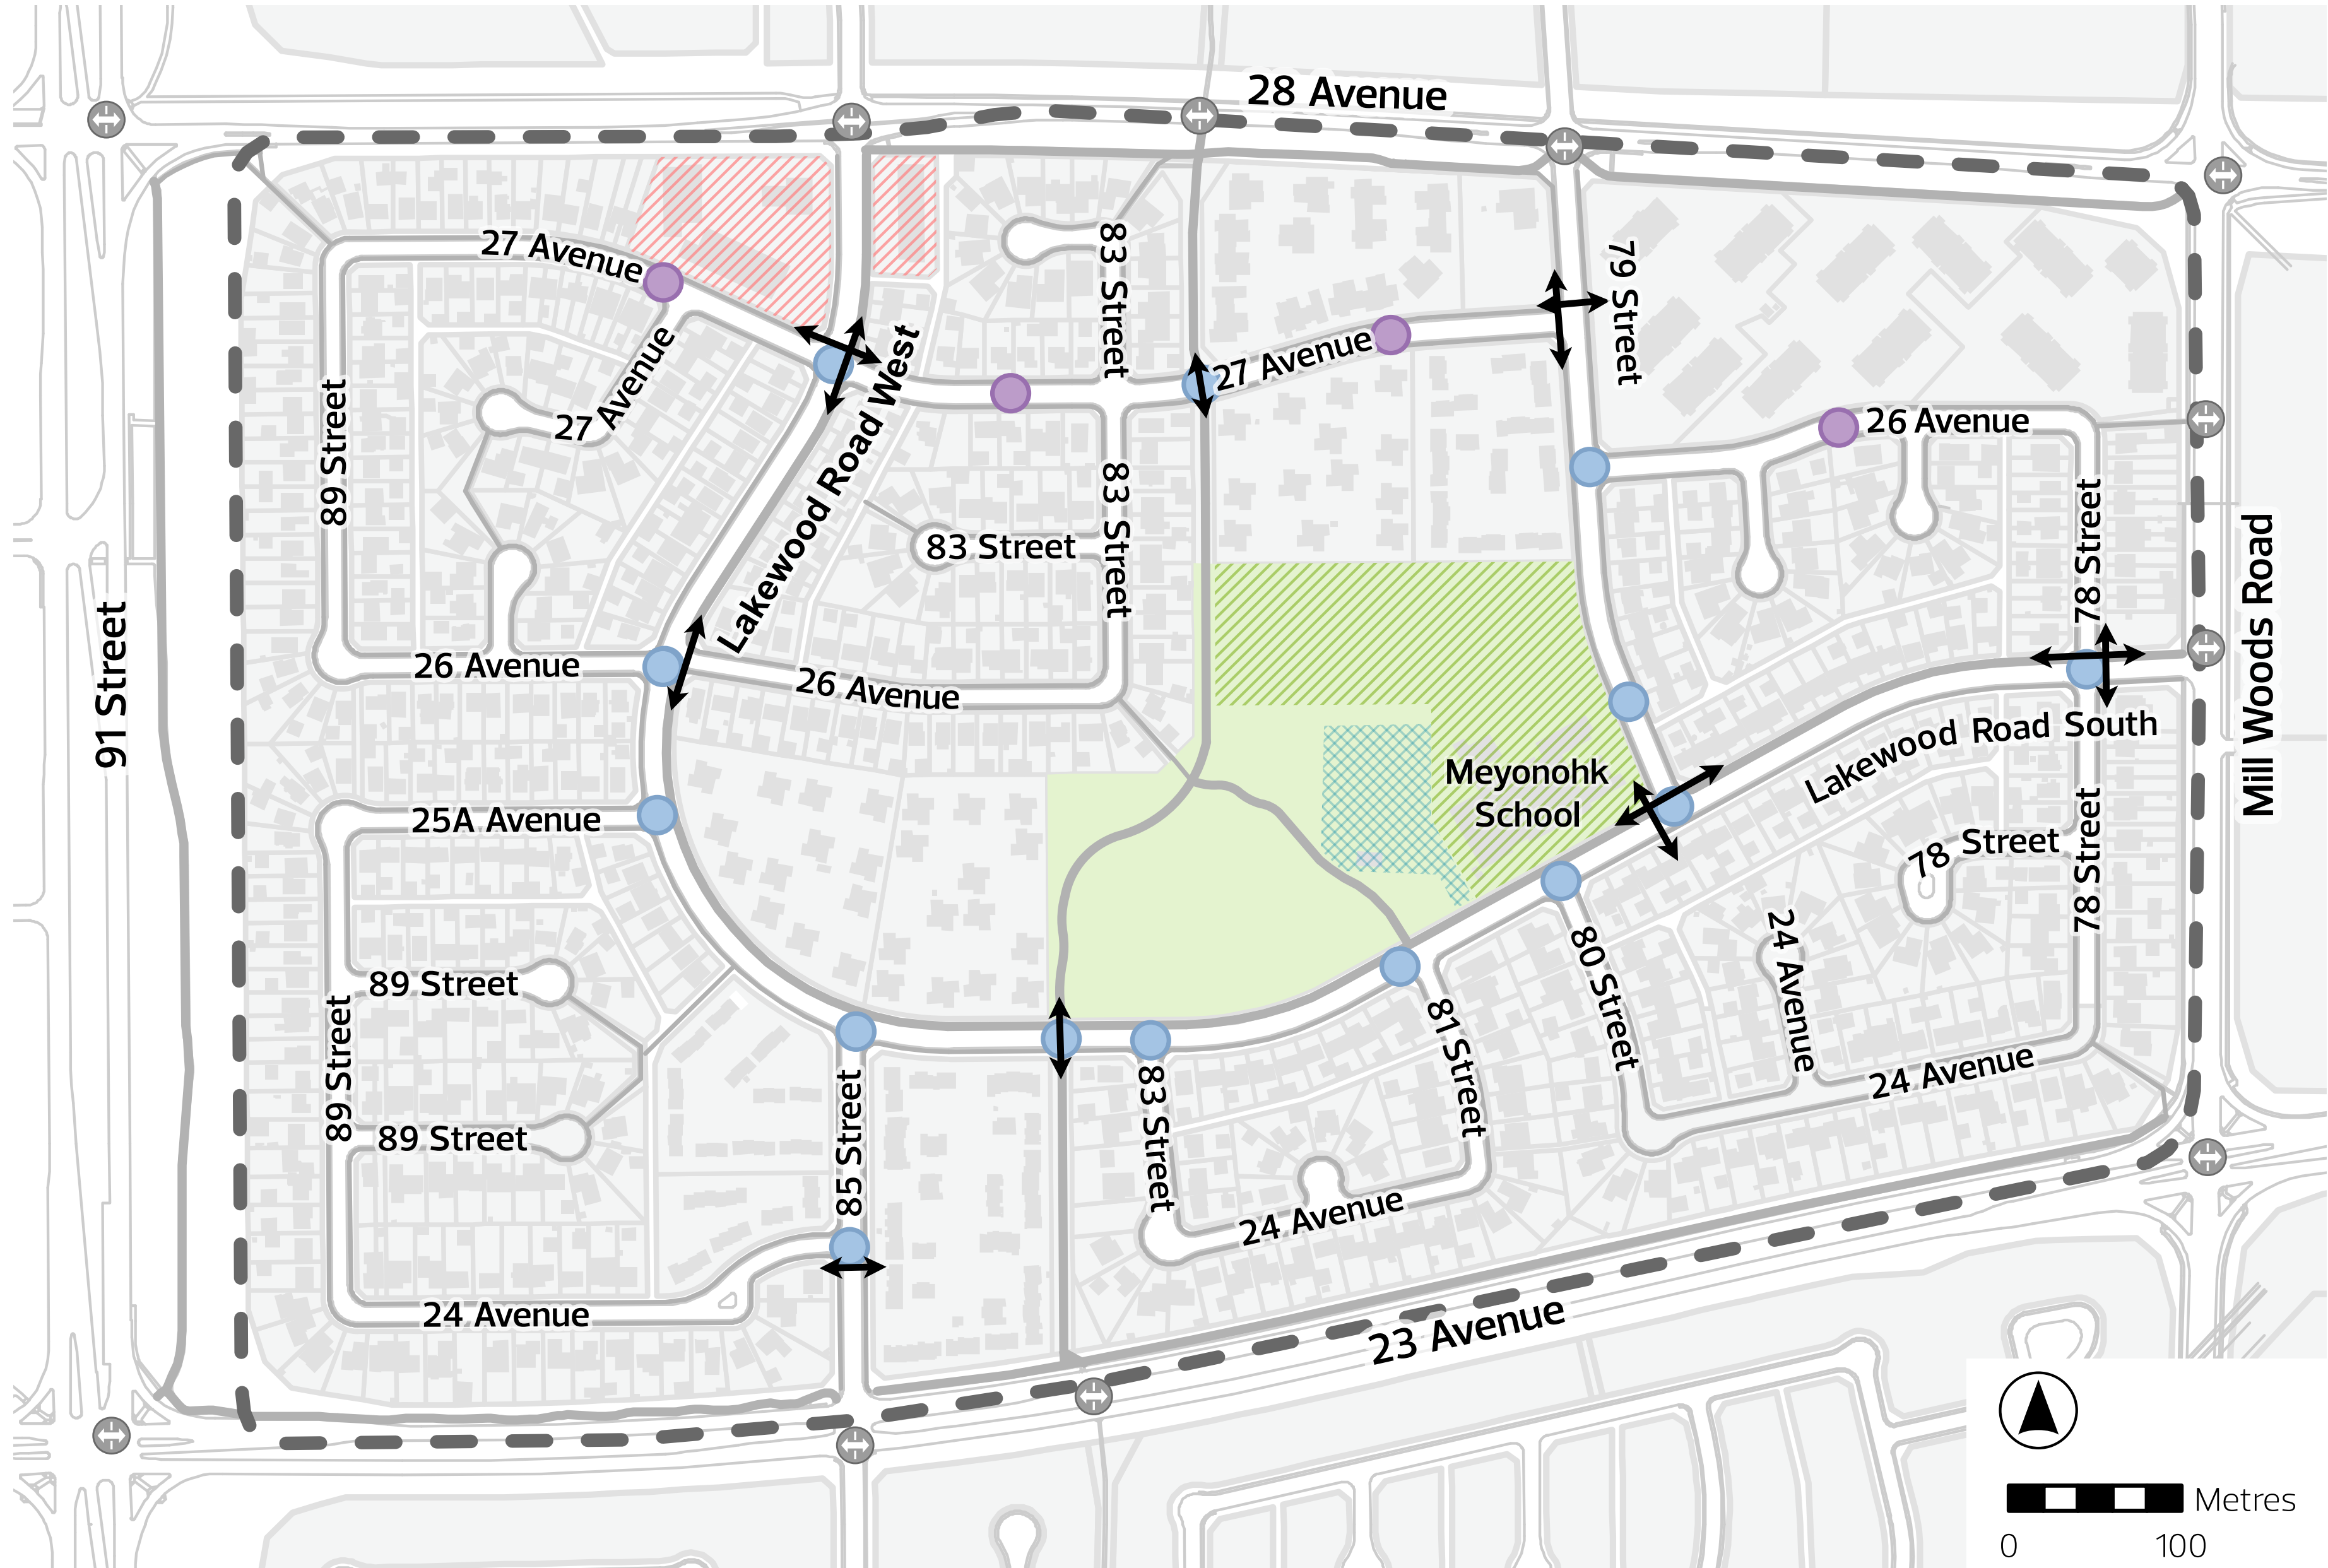 28 Avenue
27 Avenue
83 Street
79 Street
Lakewood Road West
27 Avenue
27 Avenue
89 Street
26 Avenue
83 Street
78 Street
83 Street
Mill Woods Road
91 Street
26 Avenue
26 Avenue
Lakewood Road South
Meyonohk
School
25A Avenue
78 Street
78 Street
80 Street
24 Avenue
89 Street
89 Street
81 Street
85 Street
83 Street
24 Avenue
89 Street
24 Avenue
24 Avenue
23 Avenue
Metres
0 100